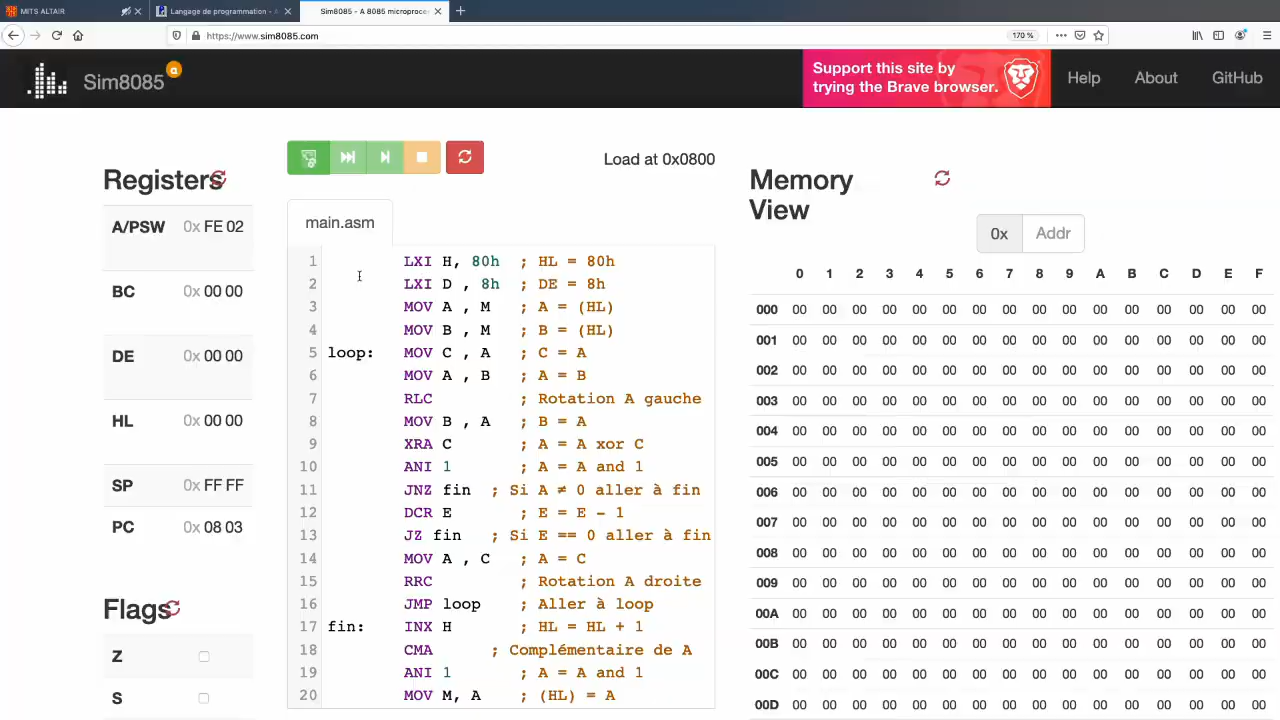 MITS ALTAIR
Langage de programmation - A
Sim8085 - A 8085 microproce
https://www.sim8085.com
170 %
Sim8085
α
Support this site by
trying the Brave browser.
Help
About
GitHub
Registers
A/PSW 0x FE 02
BC 0x 00 00
DE 0x 00 00
HL 0x 00 00
SP 0x FF FF
PC 0x 08 03
Flags
Z
S
Load at 0x0800
main.asm
1 LXI H, 80h ; HL = 80h
2 LXI D , 8h ; DE = 8h
3 MOV A , M ; A = (HL)
4 MOV B , M ; B = (HL)
5 loop: MOV C , A ; C = A
6 MOV A , B ; A = B
7 RLC ; Rotation A gauche
8 MOV B , A ; B = A
9 XRA C ; A = A xor C
10 ANI 1 ; A = A and 1
11 JNZ fin ; Si A ≠ 0 aller à fin
12 DCR E ; E = E - 1
13 JZ fin ; Si E == 0 aller à fin
14 MOV A , C ; A = C
15 RRC ; Rotation A droite
16 JMP loop ; Aller à loop
17 fin: INX H ; HL = HL + 1
18 CMA ; Complémentaire de A
19 ANI 1 ; A = A and 1
20 MOV M, A ; (HL) = A
Memory
View
0x Addr
0 1 2 3 4 5 6 7 8 9 A B C D E F
000 00 00 00 00 00 00 00 00 00 00 00 00 00 00 00 00
001 00 00 00 00 00 00 00 00 00 00 00 00 00 00 00 00
002 00 00 00 00 00 00 00 00 00 00 00 00 00 00 00 00
003 00 00 00 00 00 00 00 00 00 00 00 00 00 00 00 00
004 00 00 00 00 00 00 00 00 00 00 00 00 00 00 00 00
005 00 00 00 00 00 00 00 00 00 00 00 00 00 00 00 00
006 00 00 00 00 00 00 00 00 00 00 00 00 00 00 00 00
007 00 00 00 00 00 00 00 00 00 00 00 00 00 00 00 00
008 00 00 00 00 00 00 00 00 00 00 00 00 00 00 00 00
009 00 00 00 00 00 00 00 00 00 00 00 00 00 00 00 00
00A 00 00 00 00 00 00 00 00 00 00 00 00 00 00 00 00
00B 00 00 00 00 00 00 00 00 00 00 00 00 00 00 00 00
00C 00 00 00 00 00 00 00 00 00 00 00 00 00 00 00 00
00D 00 00 00 00 00 00 00 00 00 00 00 00 00 00 00 00